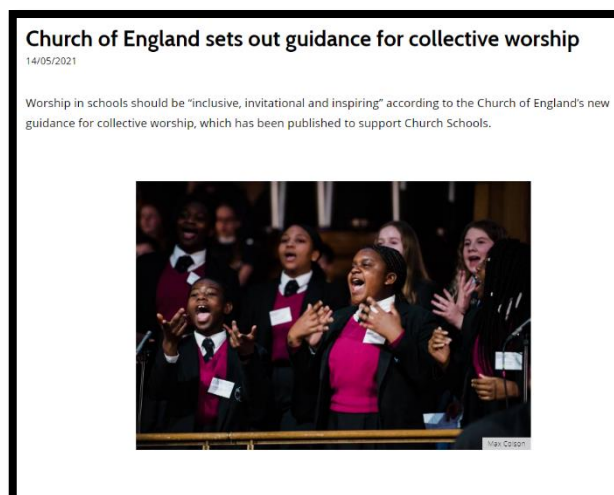 Church of England sets out guidance for collective worship
14/05/2021
Worship in schools should be “inclusive, invitational and inspiring” according to the Church of England’s new
guidance for collective worship, which has been published to support Church Schools.
Max Colson